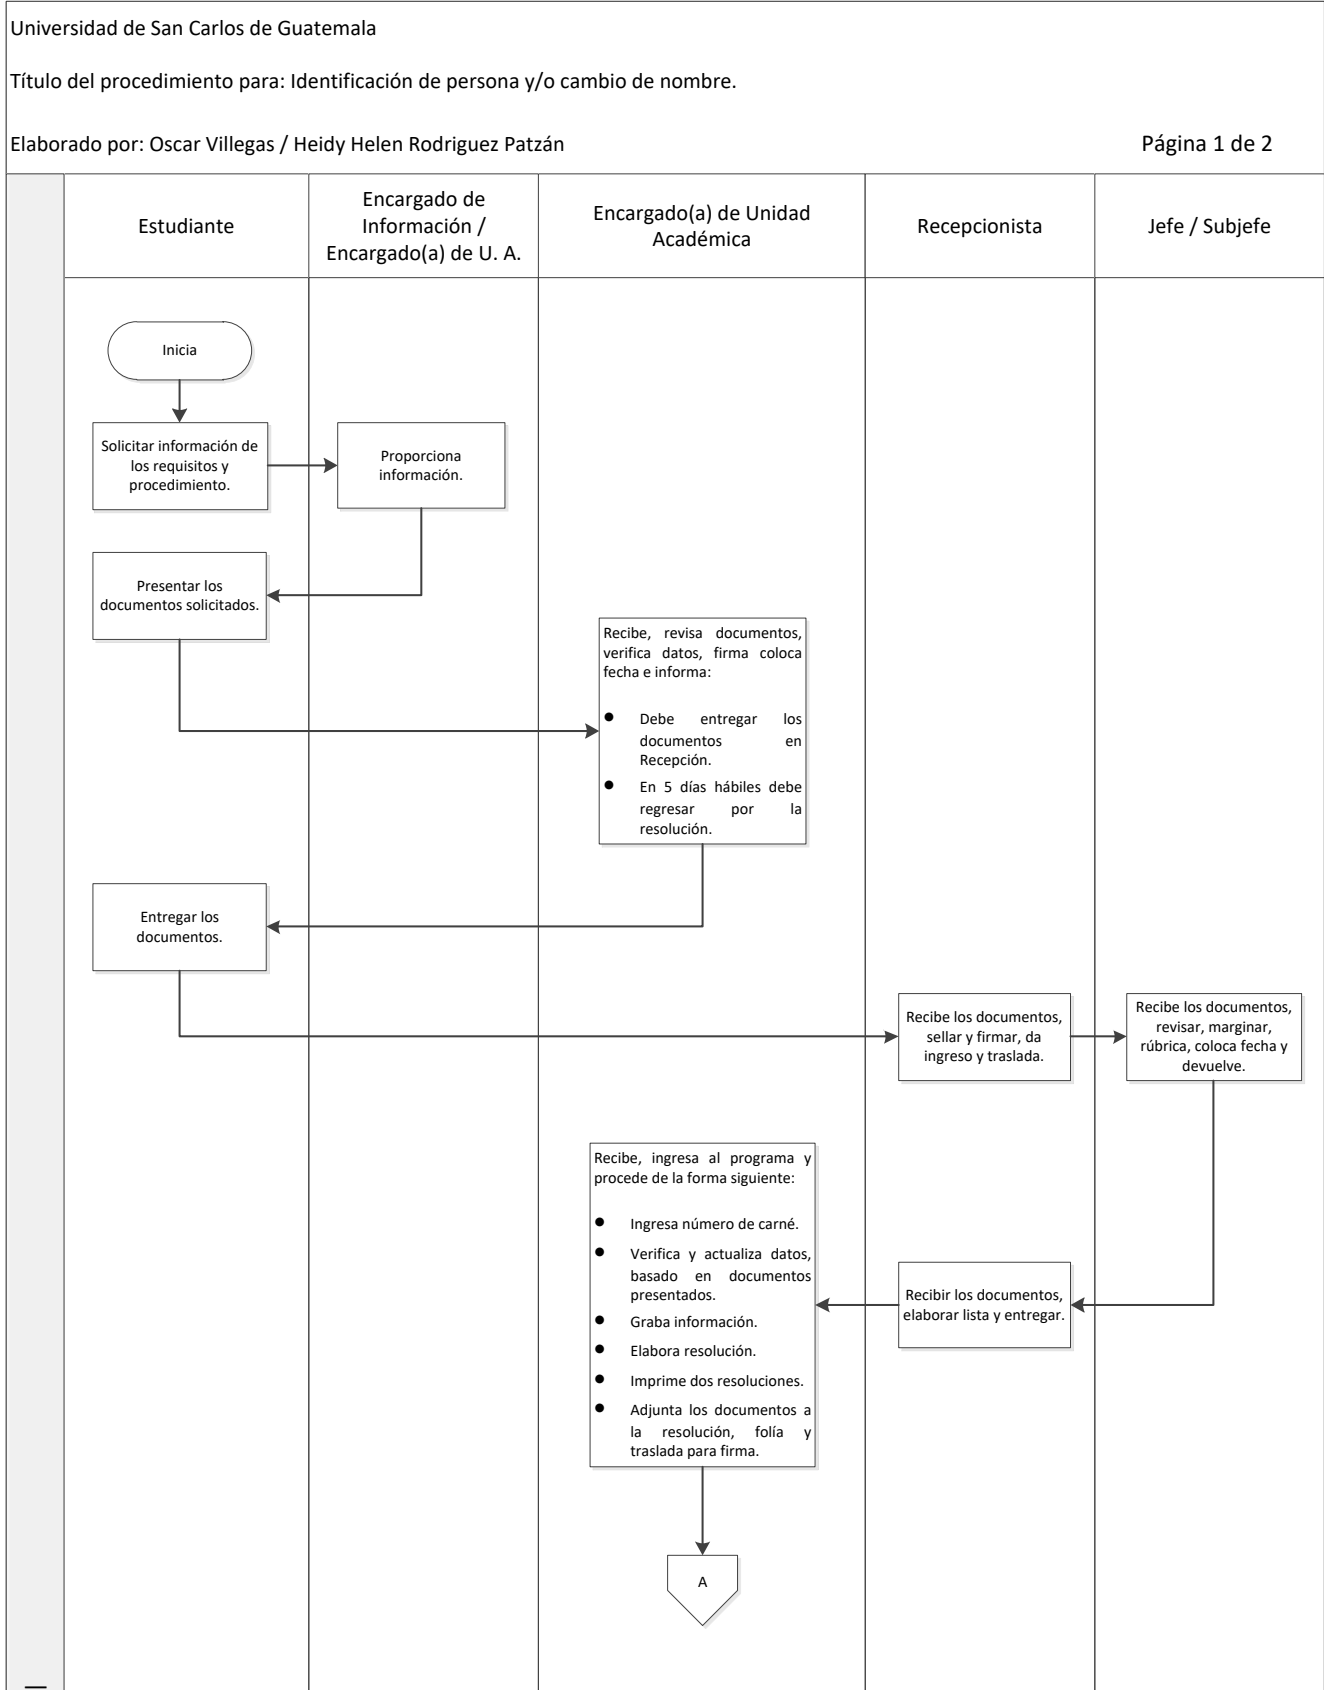 Universidad de San Carlos de Guatemala
Título del procedimiento para: Identificación de persona y/o cambio de nombre.
Elaborado por: Oscar Villegas / Heidy Helen Rodriguez Patzán
Página 1 de 2
Estudiante
Encargado de
Información /
Encargado(a) de U. A.
Encargado(a) de Unidad
Académica
Recepcionista
Jefe / Subjefe
Inicia
Solicitar información de
los requisitos y
procedimiento.
Proporciona
información.
Presentar los
documentos solicitados.
Recibe, revisa documentos,
verifica datos, firma coloca
fecha e informa:
● Debe entregar los
documentos en
Recepción.
● En 5 días hábiles debe
regresar por la
resolución.
Entregar los
documentos.
Recibe los documentos,
sellar y firmar, da
ingreso y traslada.
Recibe los documentos,
revisar, marginar,
rúbrica, coloca fecha y
devuelve.
Recibir los documentos,
elaborar lista y entregar.
Recibe, ingresa al programa y
procede de la forma siguiente:
● Ingresa número de carné.
● Verifica y actualiza datos,
basado en documentos
presentados.
● Graba información.
● Elabora resolución.
● Imprime dos resoluciones.
● Adjunta los documentos a
la resolución, folía y
traslada para firma.
A